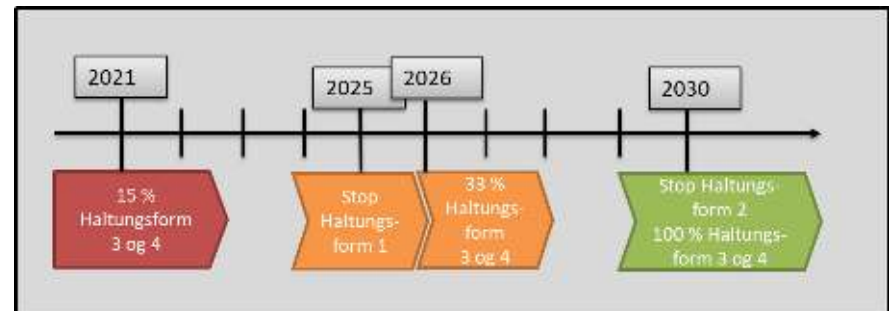 2021
2025
2026
2030
15 %
Haltungsform
3 og 4
Stop
Haltungs-
form 1
33 %
Haltungs-
form
3 og 4
Stop Haltungs-
form 2
100 % Haltungs-
form 3 og 4